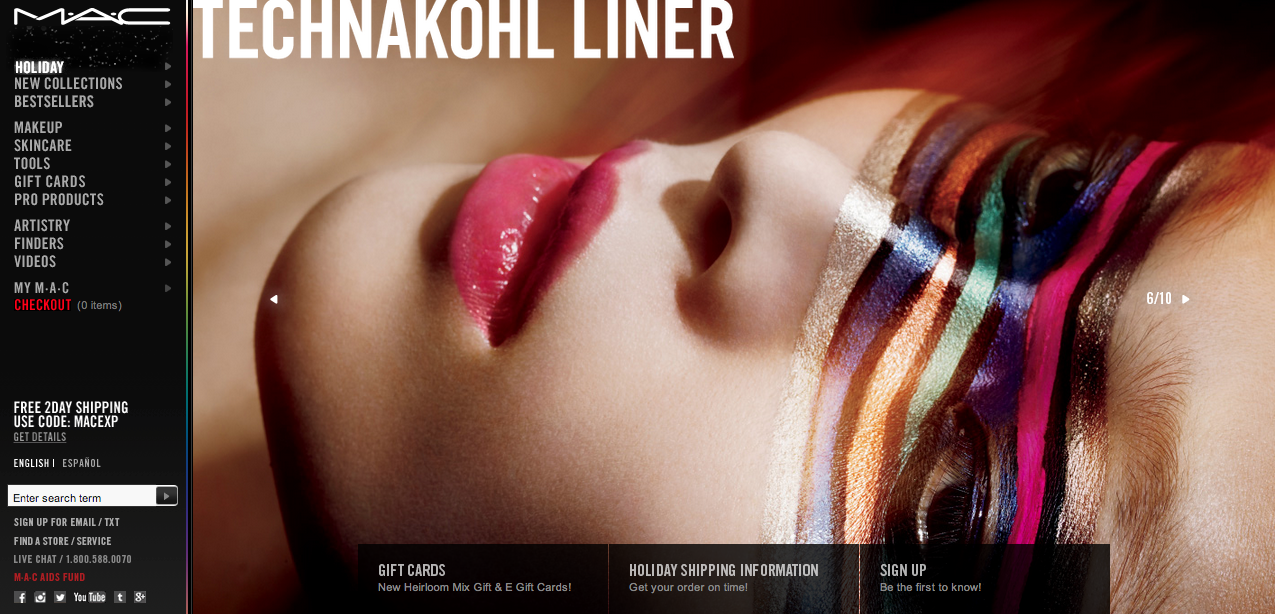 M·A·C
TECHNAKOHL LINER
HOLIDAY
NEW COLLECTIONS
BESTSELLERS
MAKEUP
SKINCARE
TOOLS
GIFT CARDS
PRO PRODUCTS
ARTISTRY
FINDERS
VIDEOS
MY M·A·C
CHECKOUT (0 items)
6/10
FREE 2DAY SHIPPING
USE CODE: MACEXP
GET DETAILS
ENGLISH | ESPAÑOL
Enter search term
SIGN UP FOR EMAIL / TXT
FIND A STORE / SERVICE
LIVE CHAT / 1.800.588.0070
M·A·C AIDS FUND
f You Tube t g+
GIFT CARDS
New Heirloom Mix Gift & E Gift Cards!
HOLIDAY SHIPPING INFORMATION
Get your order on time!
SIGN UP
Be the first to know!